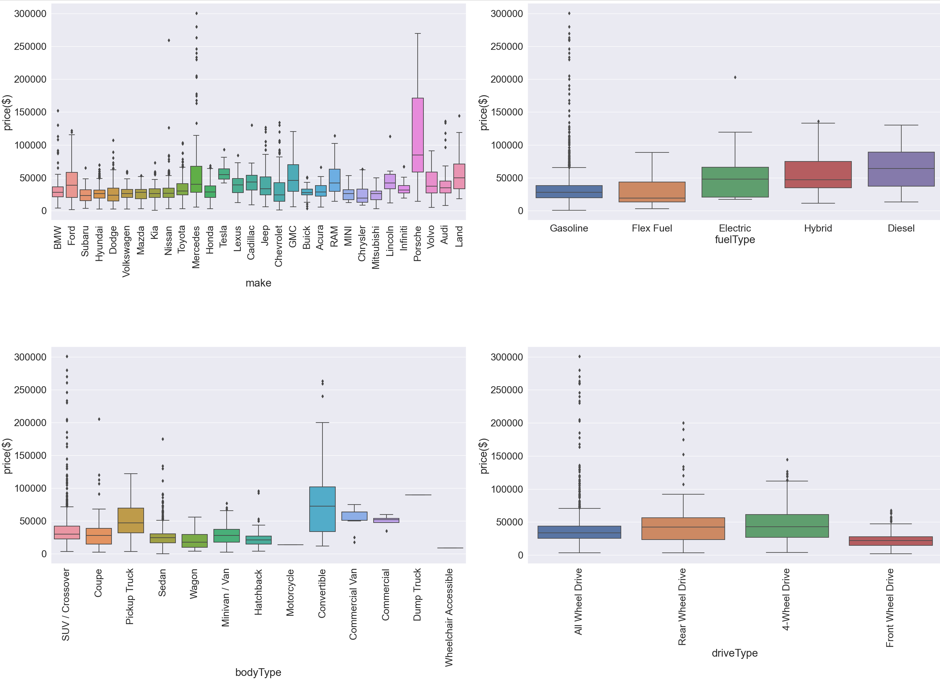 300000
250000
200000
150000
100000
50000
0
price($)
BMW
Ford
Subaru
Hyundai
Dodge
Volkswagen
Mazda
Kia
Nissan
Toyota
Mercedes
Honda
Tesla
Lexus
Cadillac
Jeep
Chevrolet
GMC
Buick
Acura
RAM
MINI
Chrysler
Mitsubishi
Lincoln
Infiniti
Porsche
Volvo
Audi
Land
make
300000
250000
200000
150000
100000
50000
0
price($)
Gasoline
Flex Fuel
Electric
Hybrid
Diesel
fuelType
300000
250000
200000
150000
100000
50000
0
price($)
SUV / Crossover
Coupe
Pickup Truck
Sedan
Wagon
Minivan / Van
Hatchback
Motorcycle
Convertible
Commercial Van
Commercial
Dump Truck
Wheelchair Accessible
bodyType
300000
250000
200000
150000
100000
50000
0
price($)
All Wheel Drive
Rear Wheel Drive
4-Wheel Drive
Front Wheel Drive
driveType